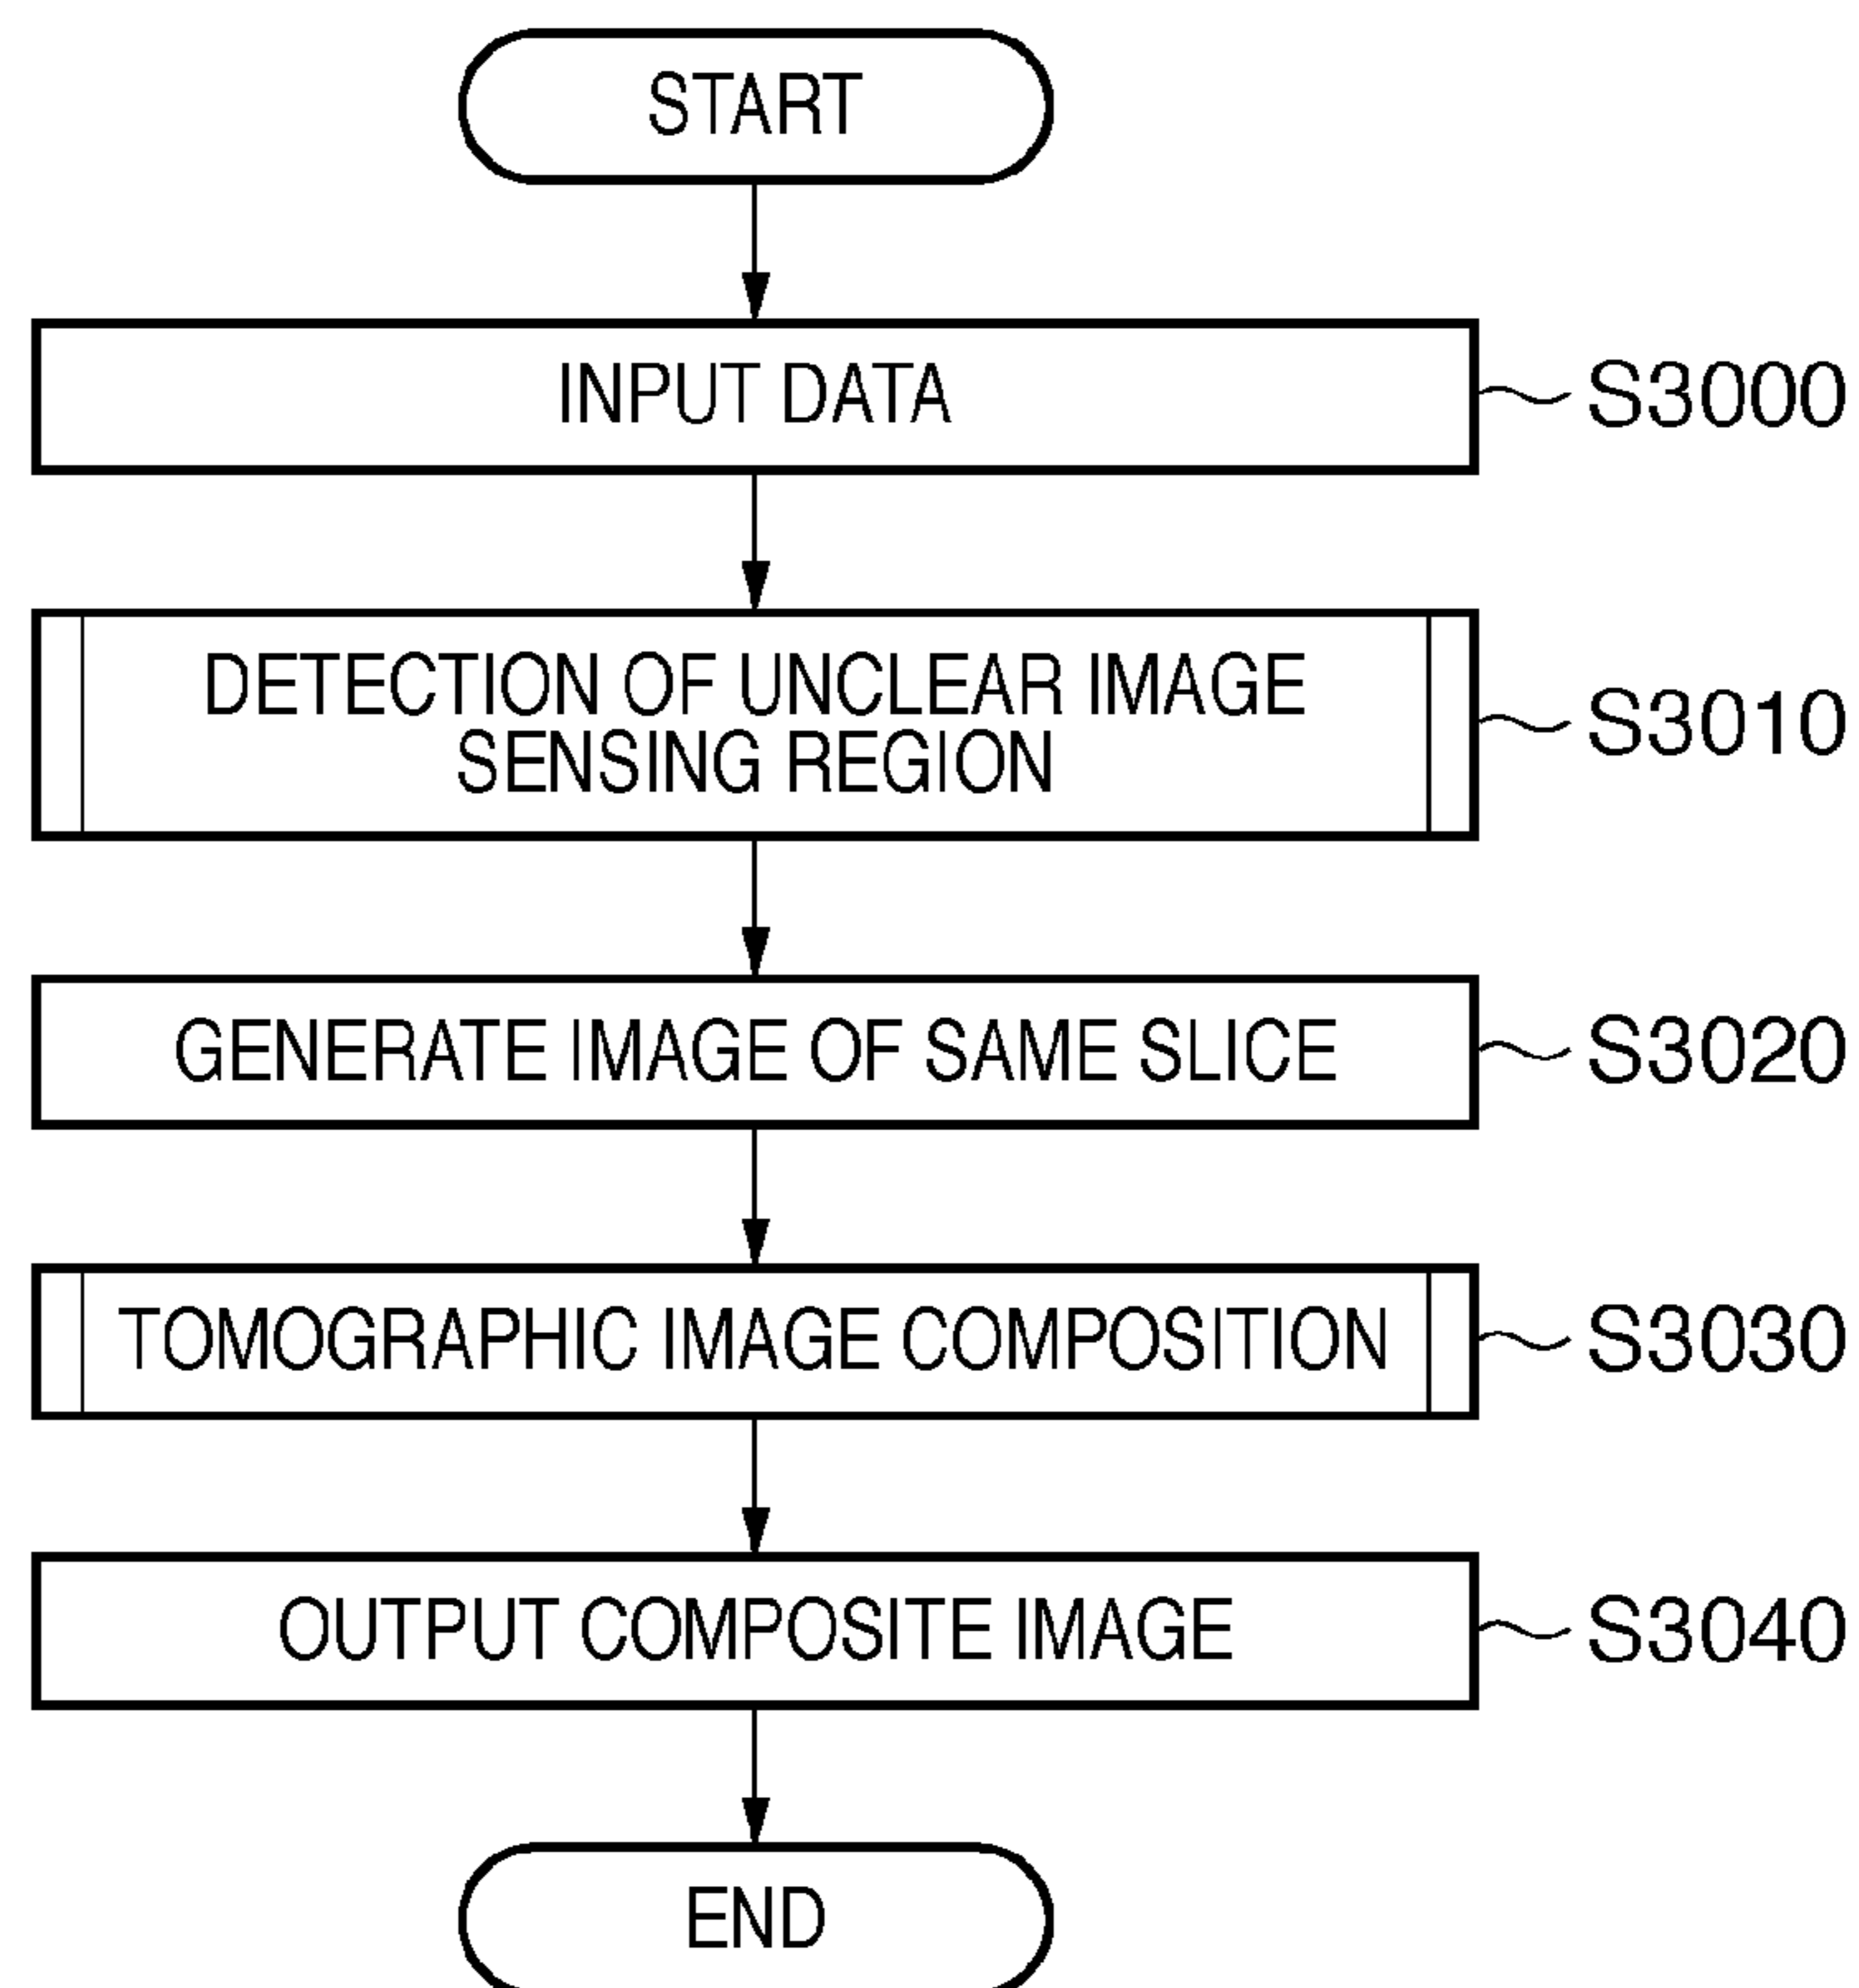 START
INPUT DATA
S3000
DETECTION OF UNCLEAR IMAGE
SENSING REGION
S3010
GENERATE IMAGE OF SAME SLICE
S3020
TOMOGRAPHIC IMAGE COMPOSITION
S3030
OUTPUT COMPOSITE IMAGE
S3040
END